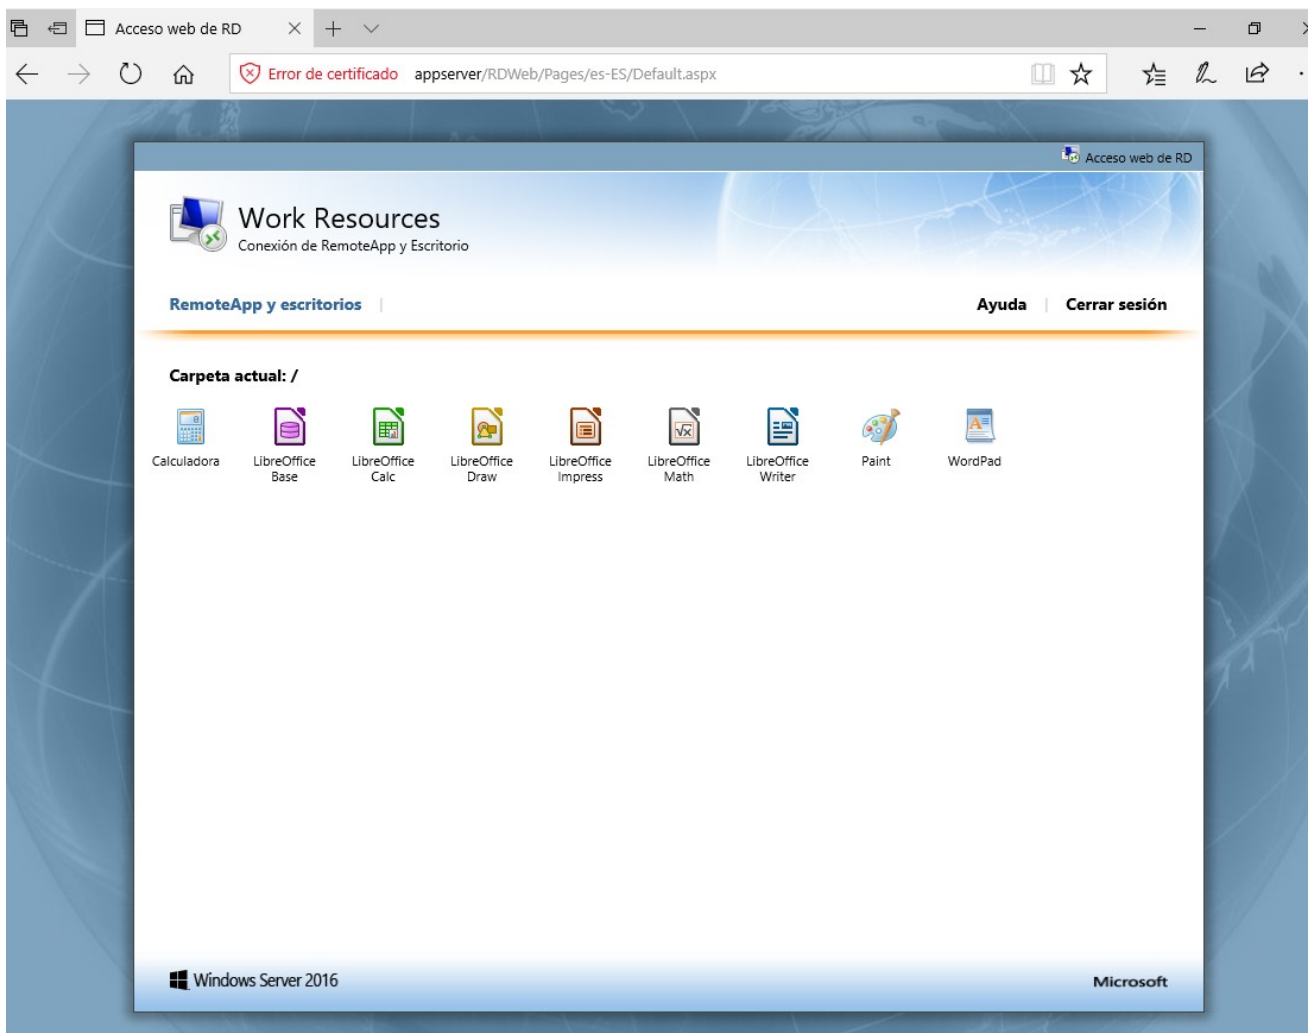 Acceso web de RD
Error de certificado appserver/RDWeb/Pages/es-ES/Default.aspx
Acceso web de RD
Work Resources
Conexión de RemoteApp y Escritorio
RemoteApp y escritorios | Ayuda | Cerrar sesión
Carpeta actual: /
Calculadora
LibreOffice
Base
LibreOffice
Calc
LibreOffice
Draw
LibreOffice
Impress
LibreOffice
Math
LibreOffice
Writer
Paint
WordPad
Windows Server 2016
Microsoft